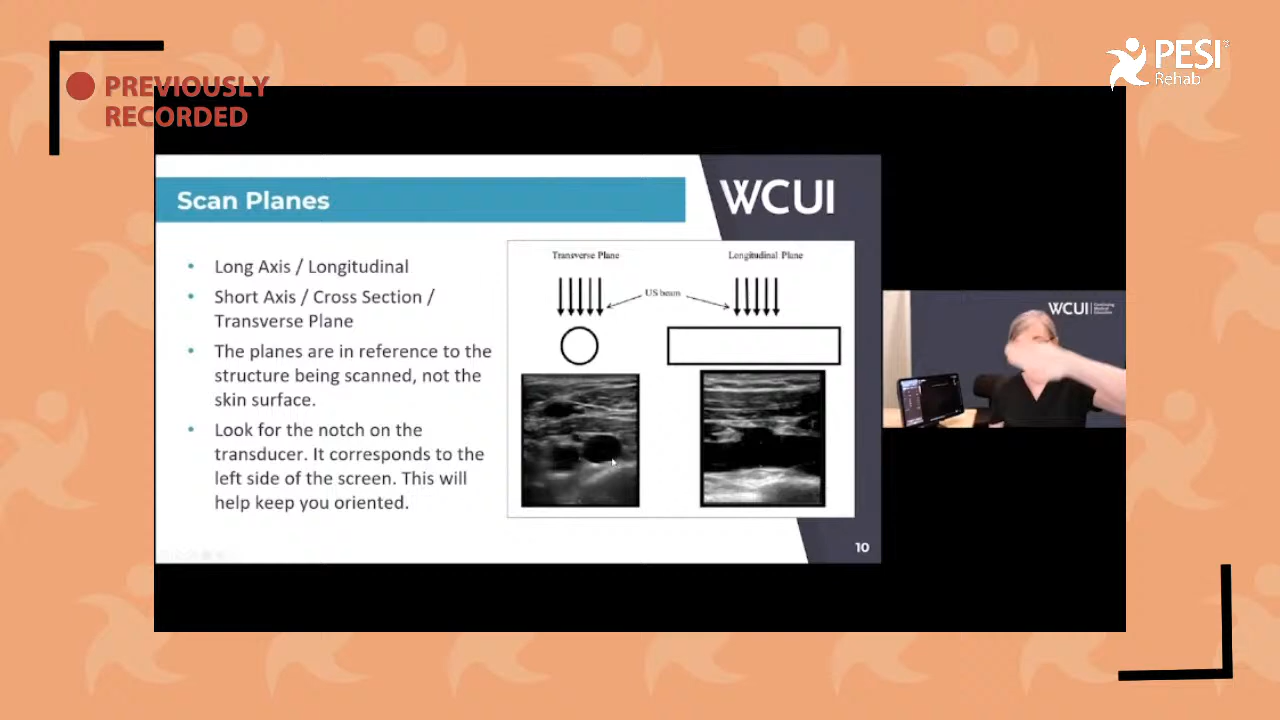 PREVIOUSLY
RECORDED
PESI
Rehab
Scan Planes
WCUI
• Long Axis / Longitudinal
• Short Axis / Cross Section /
Transverse Plane
• The planes are in reference to the
structure being scanned, not the
skin surface.
• Look for the notch on the
transducer. It corresponds to the
left side of the screen. This will
help keep you oriented.
Transverse Plane
Longitudinal Plane
US beam
10
WCUI